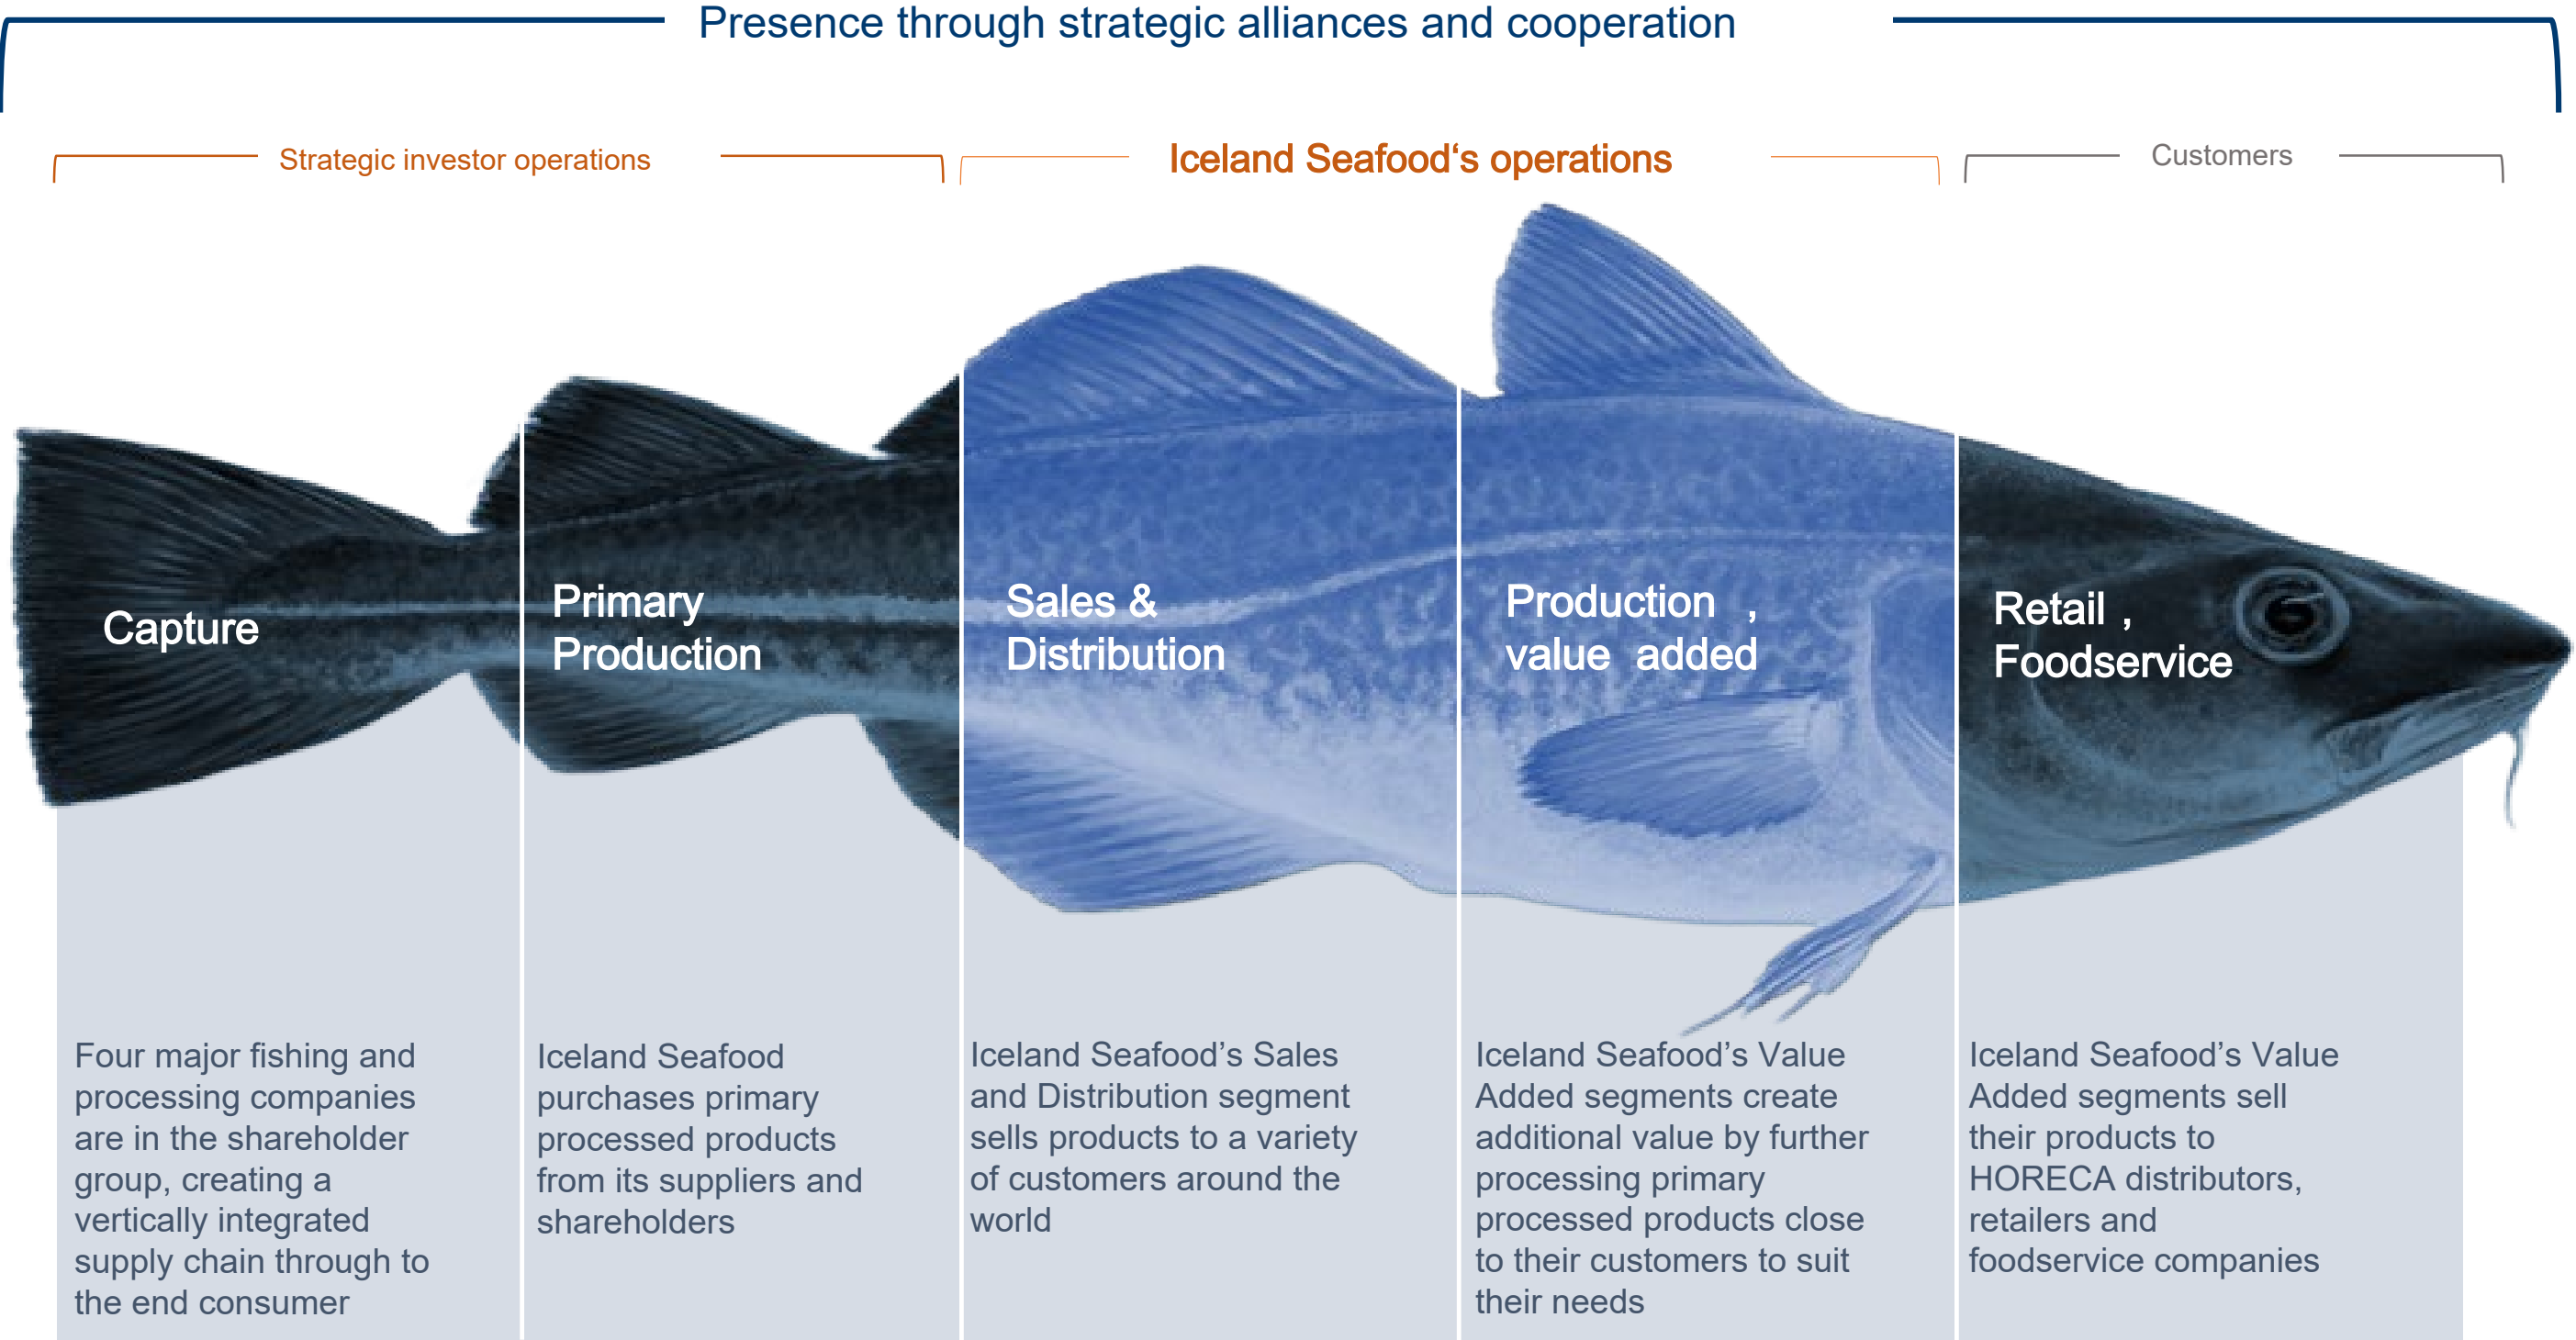 Presence through strategic alliances and cooperation
Strategic investor operations
Iceland Seafood‘s operations
Customers
Capture
Primary
Production
Sales &
Distribution
Production ,
value added
Retail ,
Foodservice
Four major fishing and
processing companies
are in the shareholder
group, creating a
vertically integrated
supply chain through to
the end consumer
Iceland Seafood
purchases primary
processed products
from its suppliers and
shareholders
Iceland Seafood’s Sales
and Distribution segment
sells products to a variety
of customers around the
world
Iceland Seafood’s Value
Added segments create
additional value by further
processing primary
processed products close
to their customers to suit
their needs
Iceland Seafood’s Value
Added segments sell
their products to
HORECA distributors,
retailers and
foodservice companies